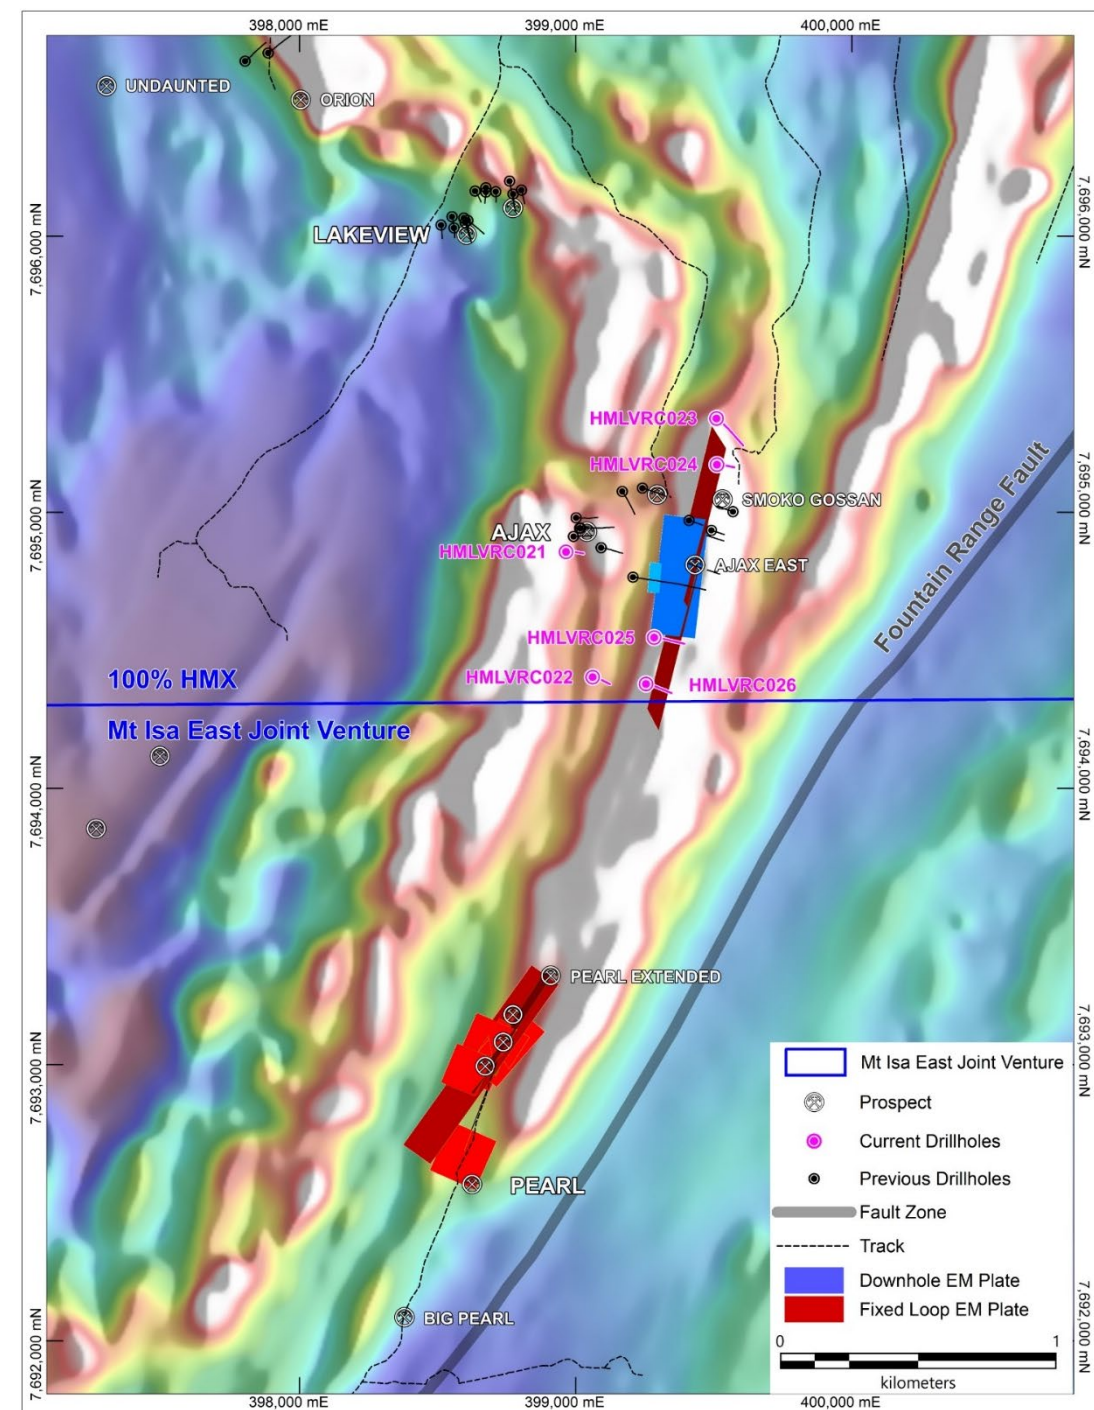 398,000 mE
399,000 mE
400,000 mE
UNDAUNTED
ORION
7,696,000 mN
7,696,000 mN
LAKEVIEW
HMLVRC023
HMLVRC024
SMOKO GOSSAN
7,695,000 mN
7,695,000 mN
AJAX
HMLVRC021
AJAX EAST
Fountain Range Fault
HMLVRC025
HMLVRC022
HMLVRC026
100% HMX
Mt Isa East Joint Venture
7,694,000 mN
7,694,000 mN
PEARL EXTENDED
7,693,000 mN
7,693,000 mN
PEARL
BIG PEARL
7,692,000 mN
7,692,000 mN
Mt Isa East Joint Venture
Prospect
Current Drillholes
Previous Drillholes
Fault Zone
Track
Downhole EM Plate
Fixed Loop EM Plate
0
1
kilometers
398,000 mE
399,000 mE
400,000 mE